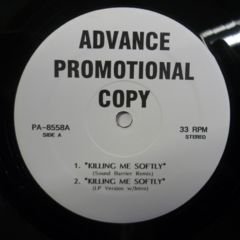 ADVANCE
PROMOTIONAL
COPY
PA-8558A
SIDE A
33 RPM
STEREO
1. "KILLING ME SOFTLY"
(Sound Barrier Remix)
2. "KILLING ME SOFTLY"
(LP Version w/Intro)